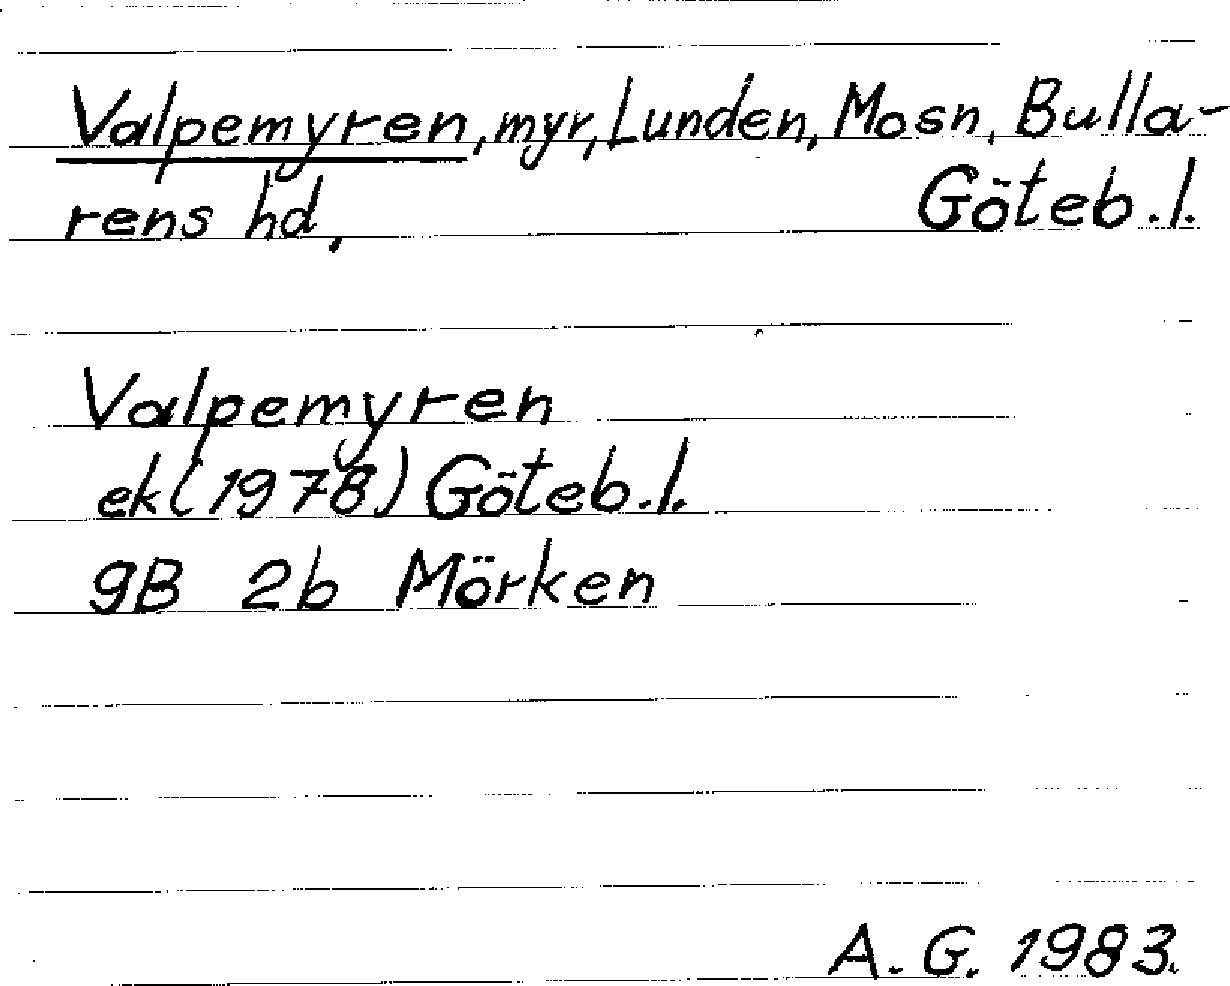 Valpemyren, myr, Lunden, Mosn, Bulla-
rens hd, Göteb.l.
Valpemyren
ek (1978) Göteb.l.
9B 2b Mörken
A.G. 1983.